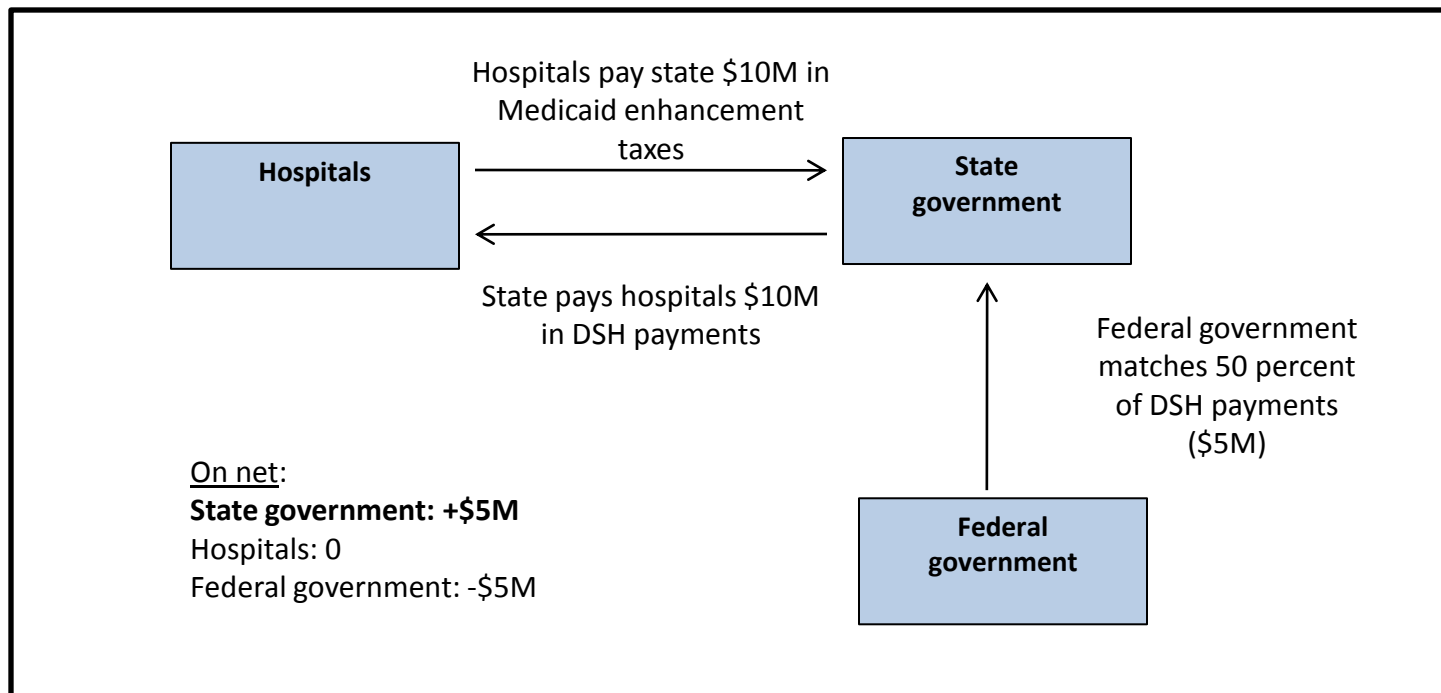 Hospitals pay state $10M in
Medicaid enhancement
taxes
Hospitals
State
government
State pays hospitals $10M
in DSH payments
Federal government
matches 50 percent
of DSH payments
($5M)
On net:
State government: +$5M
Hospitals: 0
Federal government: -$5M
Federal
government